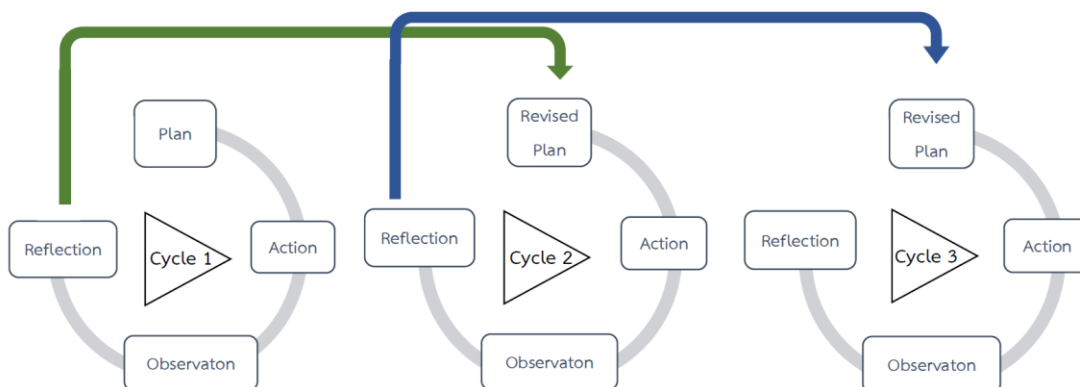 Plan
Reflection
Cycle 1
Action
Observaton
Revised
Plan
Reflection
Cycle 2
Action
Observaton
Revised
Plan
Reflection
Cycle 3
Action
Observaton